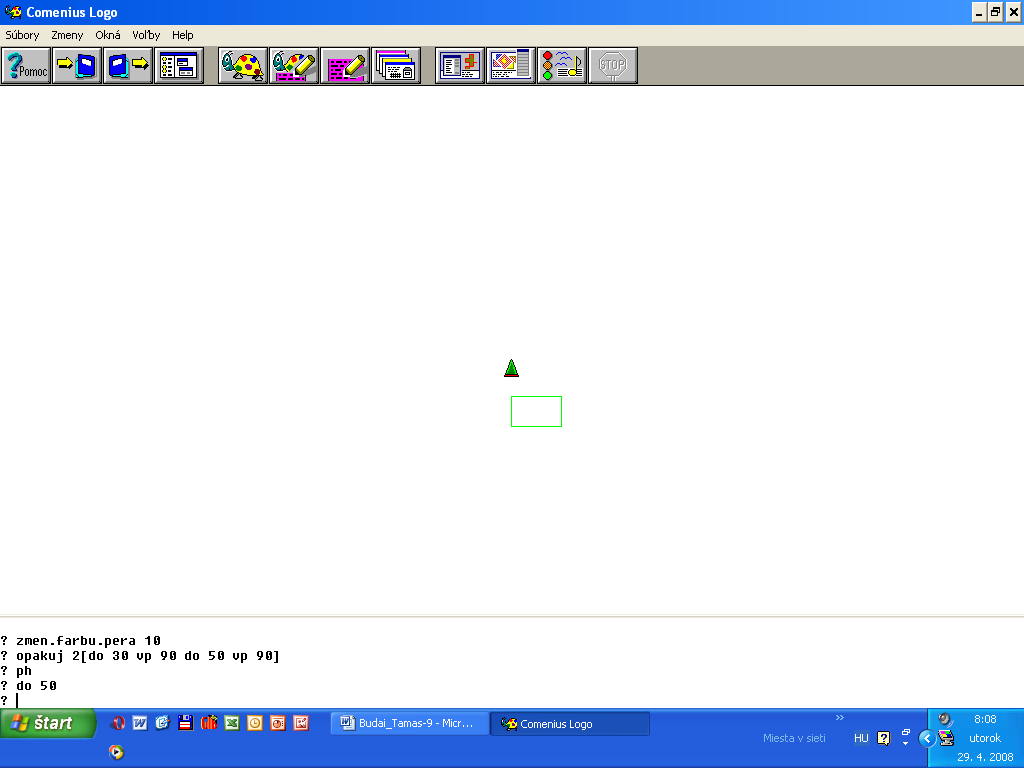 Comenius Logo
Súbory Zmeny Okná Voľby Help
? Pomoc
STOP
? zmen.farbu.pera 10
? opakuj 2[do 30 vp 90 do 50 vp 90]
? ph
? do 50
?
štart
Budai_Tamas-9 - Micr...
Comenius Logo
»
8:08
Miesta v sieti
HU
utorok
29. 4. 2008